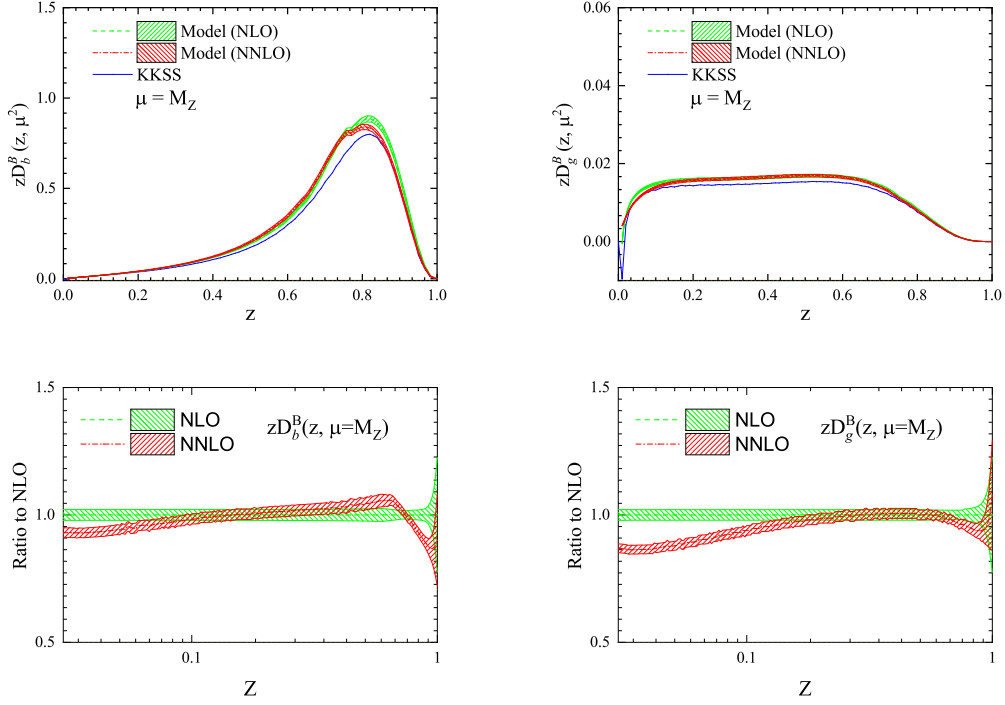 1.5
1.0
0.5
0.0
zD_b^B(z, μ²)
Model (NLO)
Model (NNLO)
KKSS
μ = M_Z
0.0 0.2 0.4 0.6 0.8 1.0
z
0.06
0.04
0.02
0.00
zD_g^B(z, μ²)
Model (NLO)
Model (NNLO)
KKSS
μ = M_Z
0.0 0.2 0.4 0.6 0.8 1.0
z
1.5
1.0
0.5
Ratio to NLO
NLO
NNLO
zD_b^B(z, μ=M_Z)
0.1 1
Z
1.5
1.0
0.5
Ratio to NLO
NLO
NNLO
zD_g^B(z, μ=M_Z)
0.1 1
Z